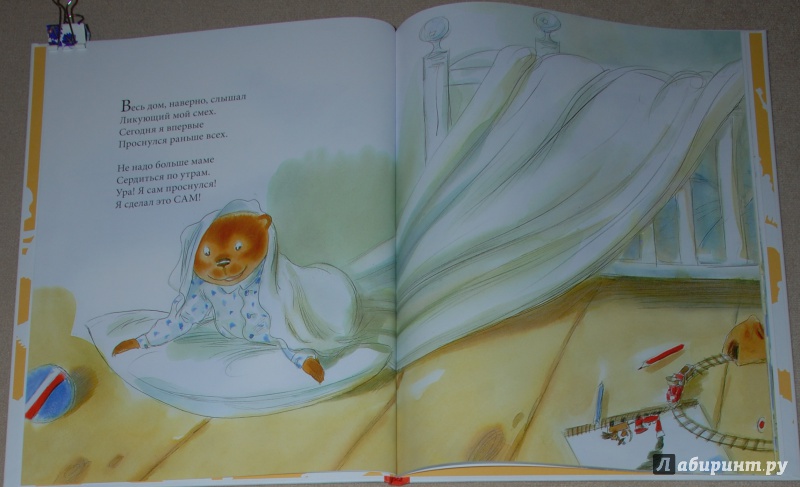 Весь дом, наверно, слышал
Ликующий мой смех.
Сегодня я впервые
Проснулся раньше всех.
Не надо больше маме
Сердиться по утрам.
Ура! Я сам проснулся!
Я сделал это САМ!
Лабиринт.ру